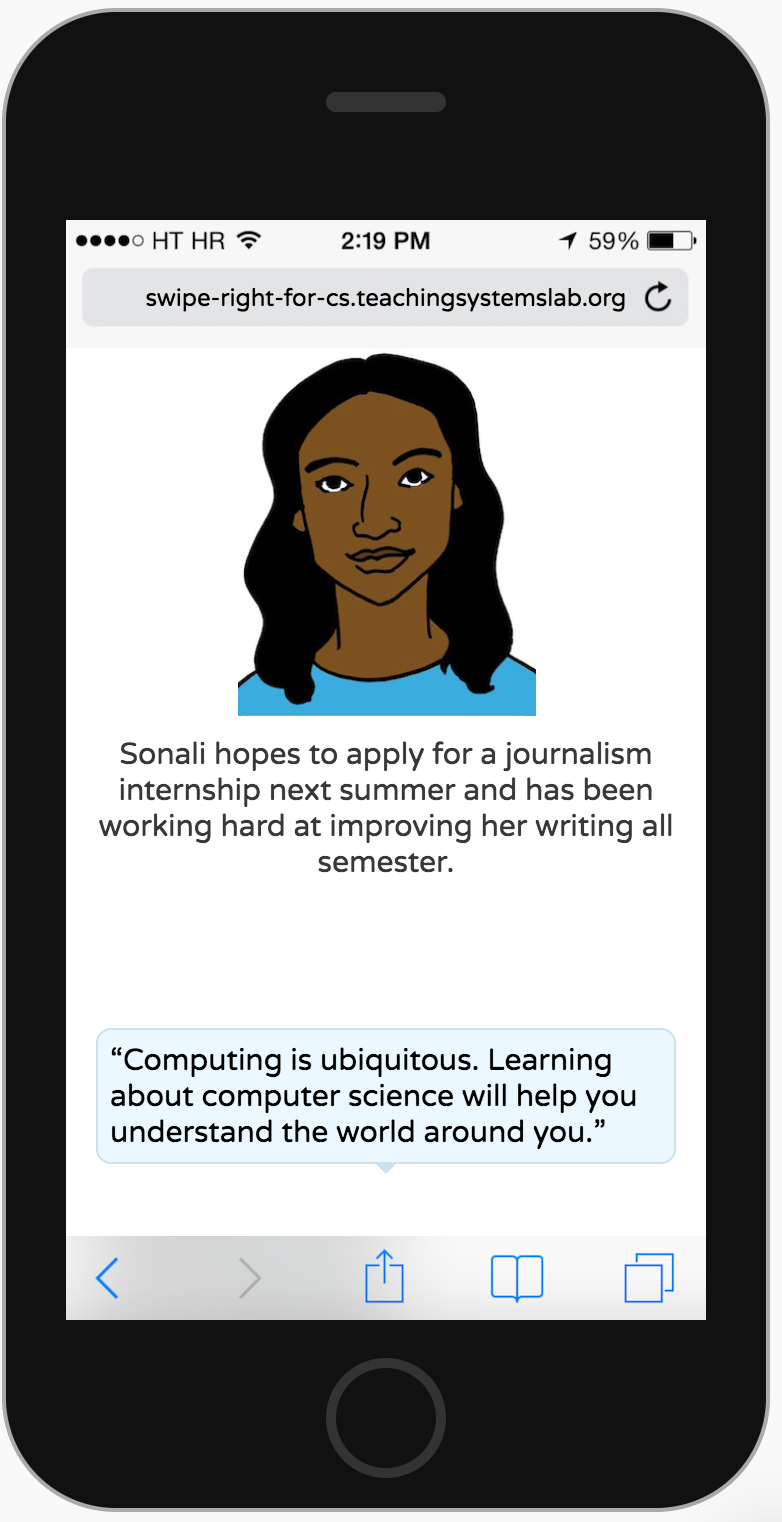 HT HR 2:19 PM 59%
swipe-right-for-cs.teachingsystemslab.org
Sonali hopes to apply for a journalism
internship next summer and has been
working hard at improving her writing all
semester.
“Computing is ubiquitous. Learning
about computer science will help you
understand the world around you.”